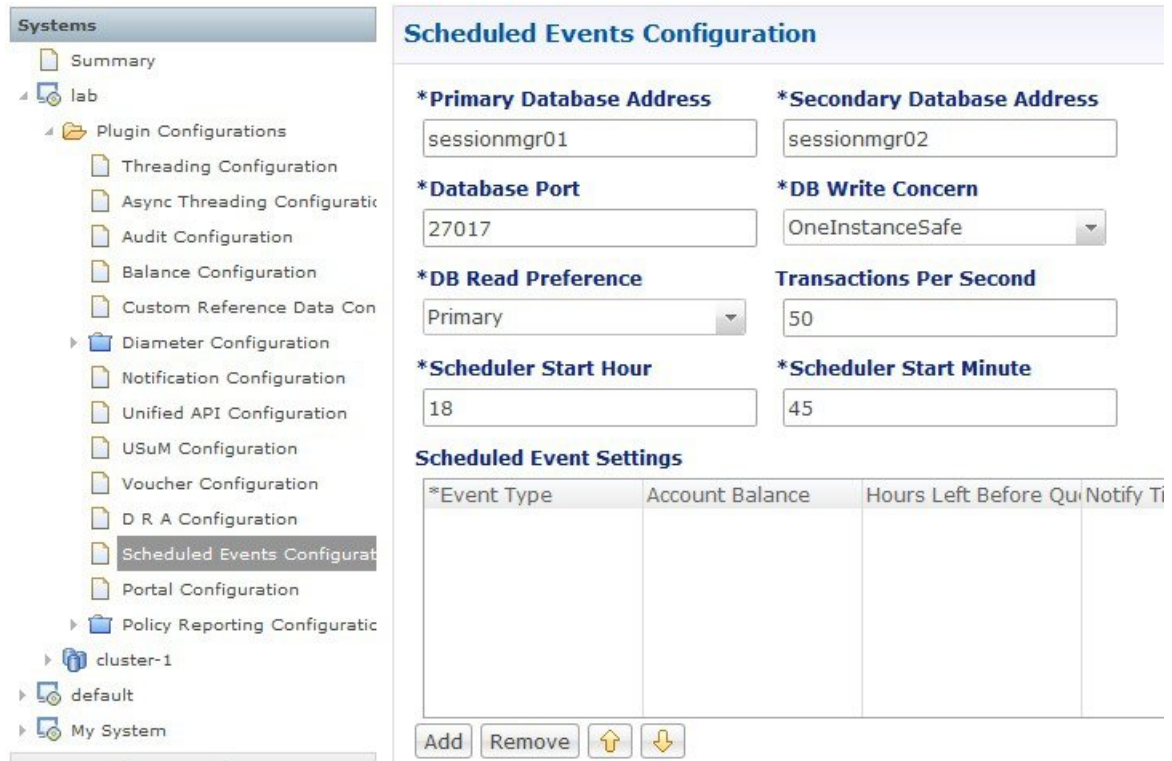 Systems
Summary
lab
Plugin Configurations
Threading Configuration
Async Threading Configuratic
Audit Configuration
Balance Configuration
Custom Reference Data Con
Diameter Configuration
Notification Configuration
Unified API Configuration
USuM Configuration
Voucher Configuration
D R A Configuration
Scheduled Events Configurat
Portal Configuration
Policy Reporting Configuratic
cluster-1
default
My System
Scheduled Events Configuration
*Primary Database Address *Secondary Database Address
sessionmgr01 sessionmgr02
*Database Port *DB Write Concern
27017 OneInstanceSafe
*DB Read Preference Transactions Per Second
Primary 50
*Scheduler Start Hour *Scheduler Start Minute
18 45
Scheduled Event Settings
*Event Type Account Balance Hours Left Before Qu Notify Ti
Add Remove